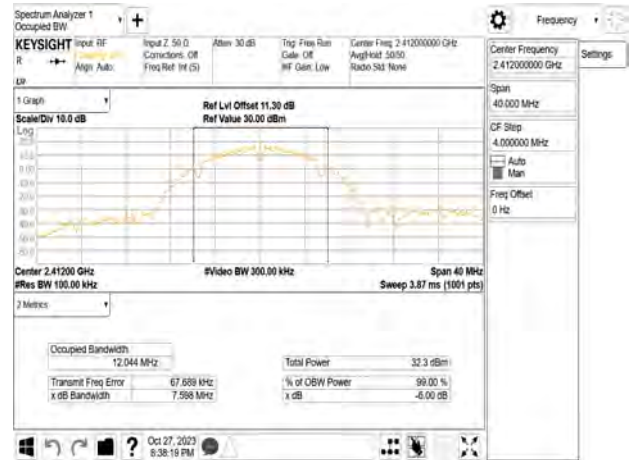 Spectrum Analyzer 1
Occupied BW
+
Frequency
KEYSIGHT
R
Input: RF
Align: Auto
Input Z: 50 Ω
Corrections: Off
Freq Ref: Int (S)
Atten: 30 dB
Trig: Free Run
Gate: Off
#IF Gain: Low
Center Freq: 2.412000000 GHz
Avg|Hold: 50/50
Radio Std: None
Center Frequency
2.412000000 GHz
Settings
Span
40.000 MHz
CF Step
4.000000 MHz
Auto
Man
Freq Offset
0 Hz
1 Graph
Scale/Div 10.0 dB
Log
Ref Lvl Offset 11.30 dB
Ref Value 30.00 dBm
Center 2.41200 GHz
#Res BW 100.00 kHz
#Video BW 300.00 kHz
Span 40 MHz
Sweep 3.87 ms (1001 pts)
2 Metrics
Occupied Bandwidth
12.044 MHz
Total Power 32.3 dBm
Transmit Freq Error 67.689 kHz
% of OBW Power 99.00 %
x dB Bandwidth 7.598 MHz
x dB -6.00 dB
?
Oct 27, 2023
8:38:19 PM